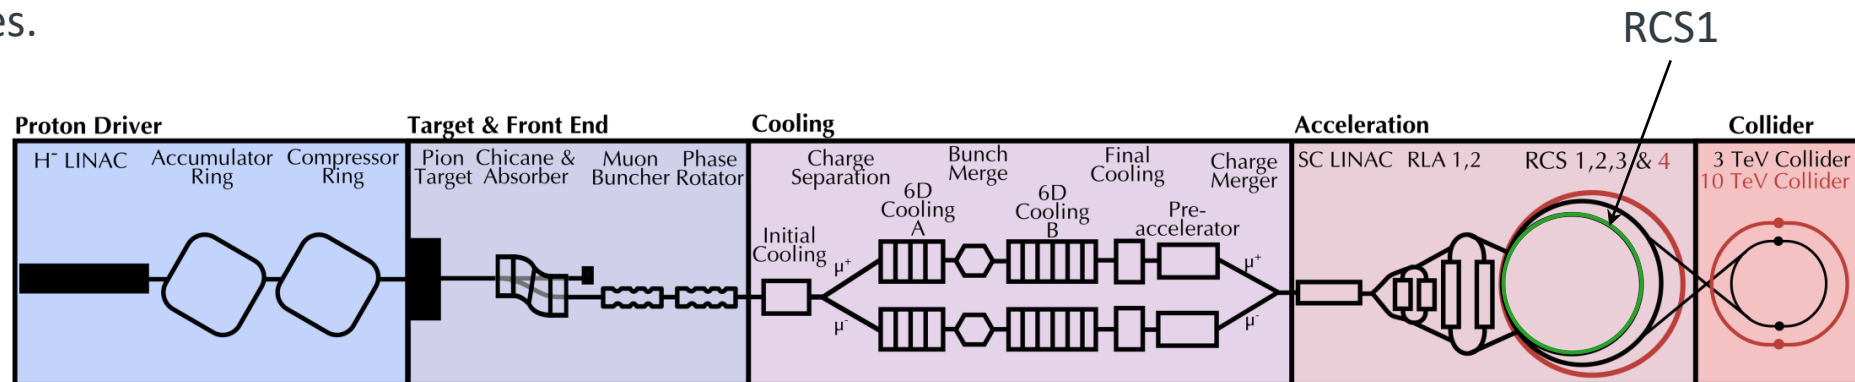 es.
RCS1
Proton Driver
Target & Front End
Cooling
Acceleration
Collider
H⁻ LINAC
Accumulator
Ring
Compressor
Ring
Pion
Target
Chicane &
Absorber
Muon
Buncher
Phase
Rotator
Initial
Cooling
Charge
Separation
μ⁺
μ⁻
6D
Cooling
A
Bunch
Merge
6D
Cooling
B
Final
Cooling
Pre-
accelerator
Charge
Merger
μ⁺
μ⁻
SC LINAC
RLA 1,2
RCS 1,2,3 & 4
3 TeV Collider
10 TeV Collider